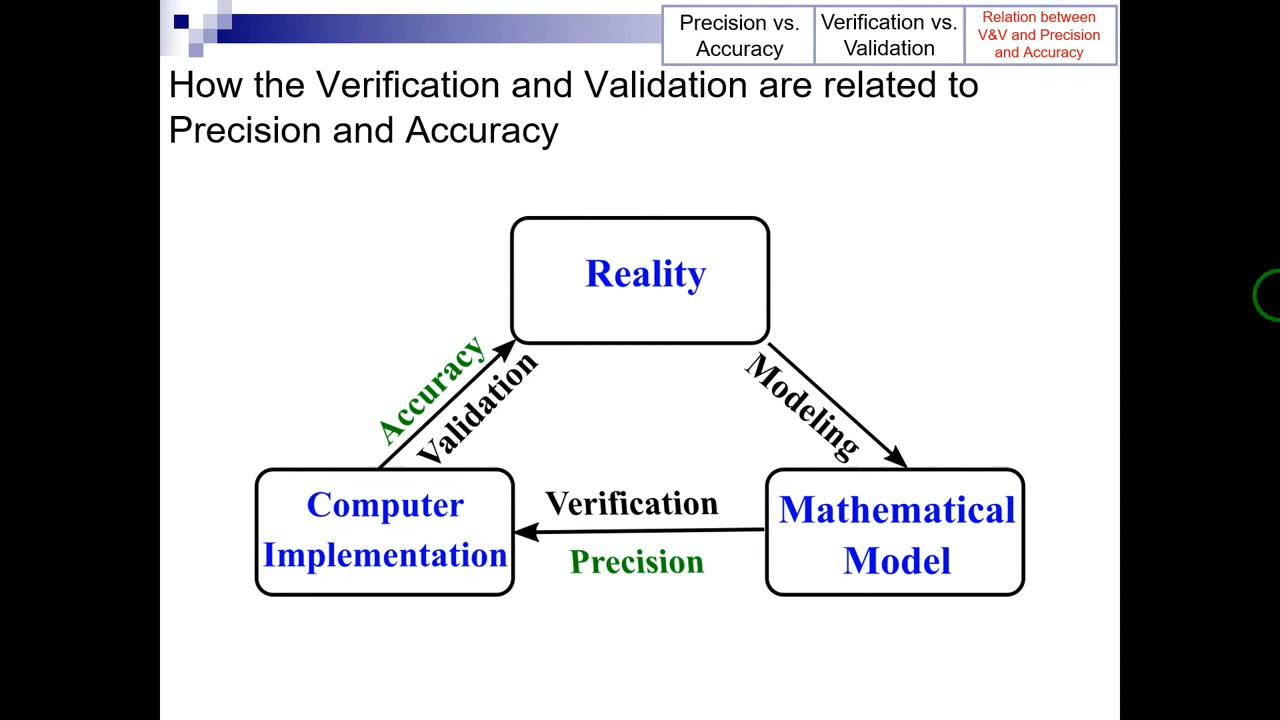 Precision vs.
Accuracy
Verification vs.
Validation
Relation between
V&V and Precision
and Accuracy
How the Verification and Validation are related to
Precision and Accuracy
Reality
Accuracy
Validation
Modeling
Computer
Implementation
Verification
Precision
Mathematical
Model